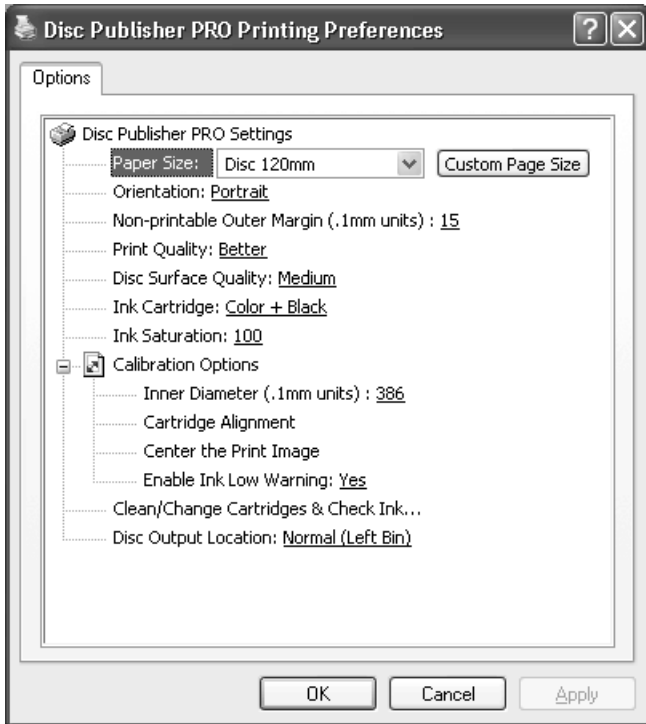 Disc Publisher PRO Printing Preferences
Options
Disc Publisher PRO Settings
Paper Size: Disc 120mm Custom Page Size
Orientation: Portrait
Non-printable Outer Margin (.1mm units) : 15
Print Quality: Better
Disc Surface Quality: Medium
Ink Cartridge: Color + Black
Ink Saturation: 100
Calibration Options
Inner Diameter (.1mm units) : 386
Cartridge Alignment
Center the Print Image
Enable Ink Low Warning: Yes
Clean/Change Cartridges & Check Ink...
Disc Output Location: Normal (Left Bin)
OK Cancel Apply